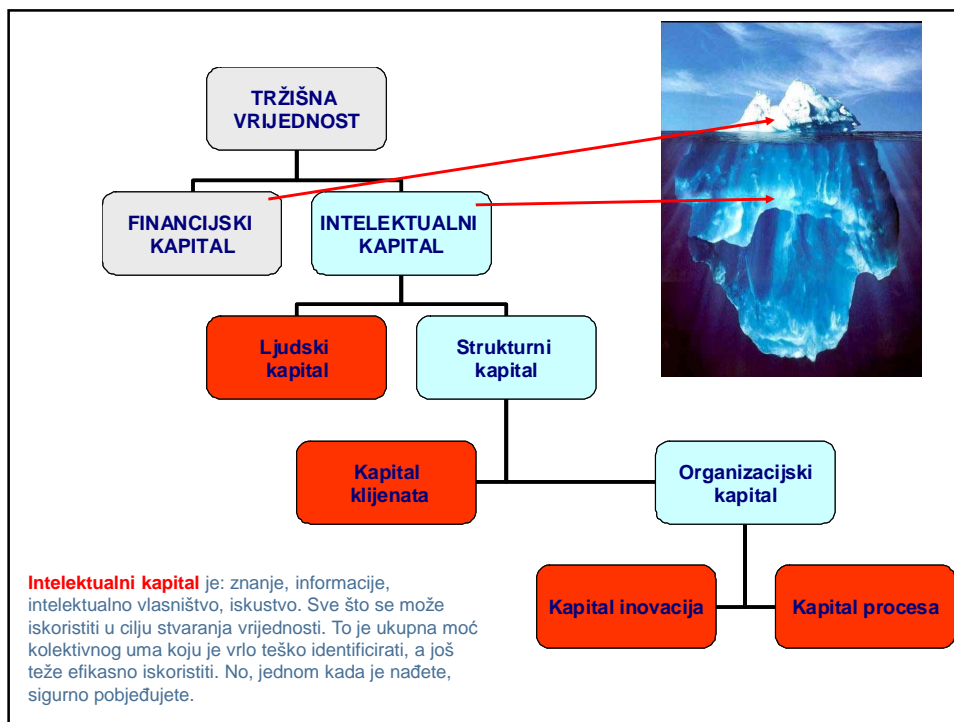 TRŽIŠNA
VRIJEDNOST
FINANCIJSKI
KAPITAL
INTELEKTUALNI
KAPITAL
Ljudski
kapital
Strukturni
kapital
Kapital
klijenata
Organizacijski
kapital
Kapital inovacija
Kapital procesa
Intelektualni kapital je: znanje, informacije,
intelektualno vlasništvo, iskustvo. Sve što se može
iskoristiti u cilju stvaranja vrijednosti. To je ukupna moć
kolektivnog uma koju je vrlo teško identificirati, a još
teže efikasno iskoristiti. No, jednom kada je nađete,
sigurno pobjeđujete.